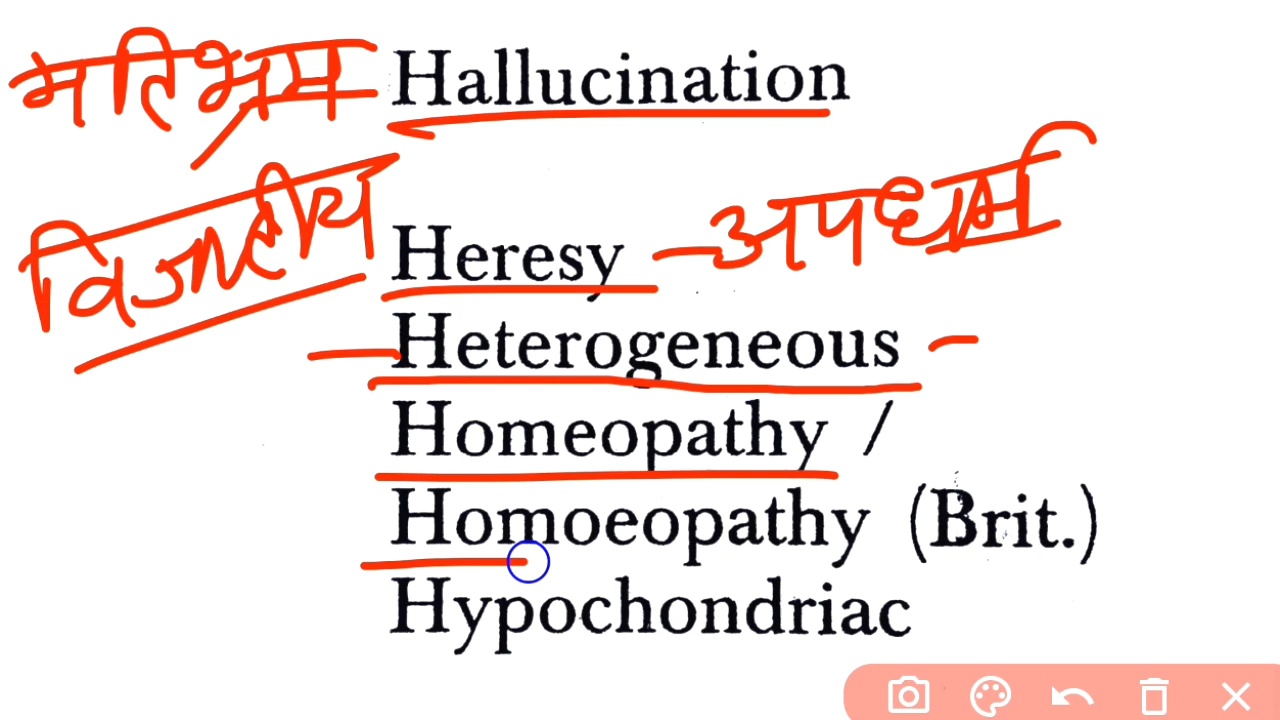 मतिभ्रम Hallucination
विजातीय Heresy - अपधर्म
- Heterogeneous -
Homeopathy /
Homoeopathy (Brit.)
Hypochondriac